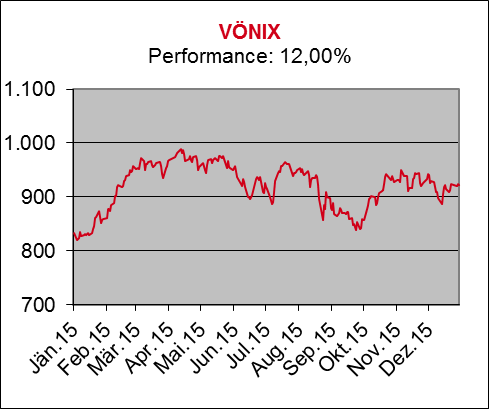 VÖNIX
Performance: 12,00%
1.100
1.000
900
800
700
Jän. 15
Feb. 15
Mär. 15
Apr. 15
Mai. 15
Jun. 15
Jul. 15
Aug. 15
Sep. 15
Okt. 15
Nov. 15
Dez. 15